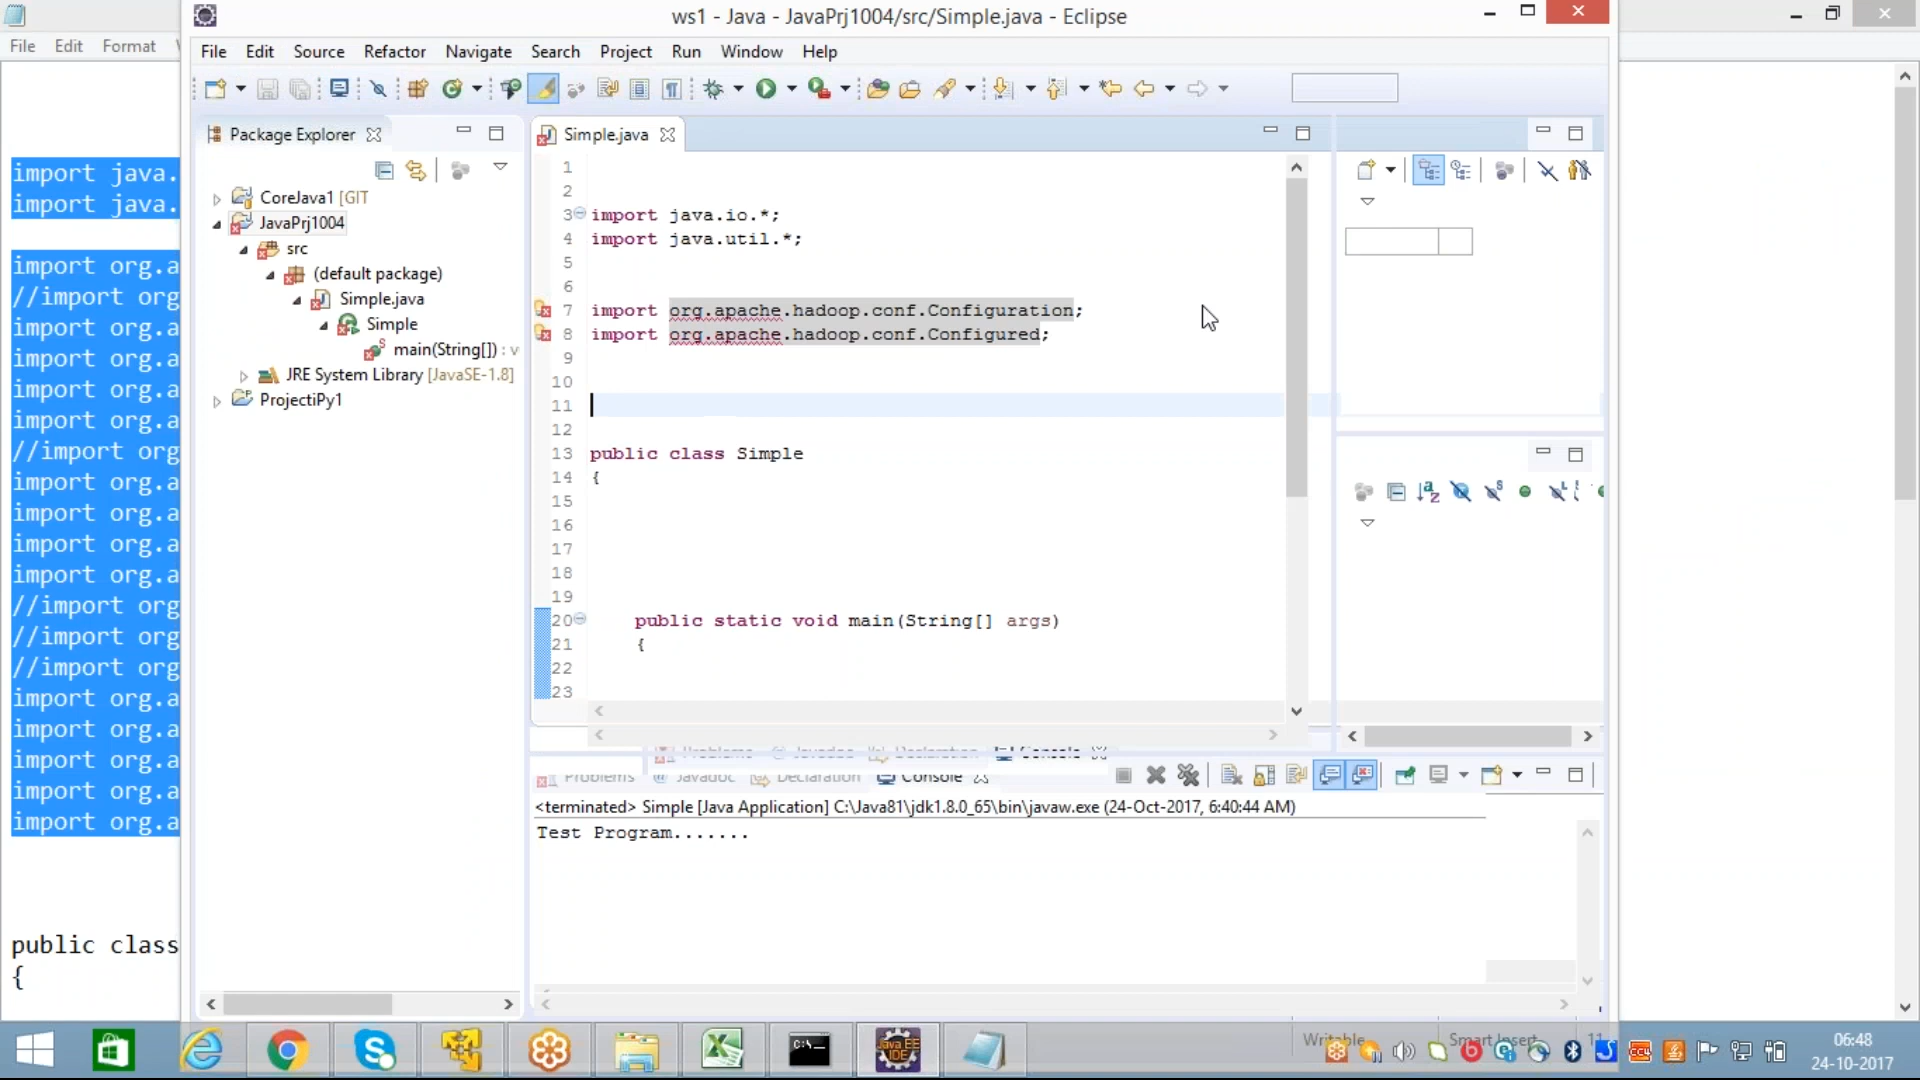 ws1 - Java - JavaPrj1004/src/Simple.java - Eclipse
File Edit Format
File Edit Source Refactor Navigate Search Project Run Window Help
Package Explorer
Simple.java
CoreJava1 [GIT
JavaPrj1004
src
(default package)
Simple.java
Simple
main(String[]) : v
JRE System Library [JavaSE-1.8]
ProjectiPy1
import java.
import java.
import org.a
//import org
import org.a
import org.a
import org.a
import org.a
//import org
import org.a
import org.a
import org.a
import org.a
//import org
//import org
//import org
import org.a
import org.a
import org.a
import org.a
import org.a
public class
{
1
2
3 import java.io.*;
4 import java.util.*;
5
6
7 import org.apache.hadoop.conf.Configuration;
8 import org.apache.hadoop.conf.Configured;
9
10
11
12
13 public class Simple
14 {
15
16
17
18
19
20 public static void main(String[] args)
21 {
22
23
Problems @ Javadoc Declaration Console
Problems @ Javadoc Declaration Console
<terminated> Simple [Java Application] C:\Java81\jdk1.8.0_65\bin\javaw.exe (24-Oct-2017, 6:40:44 AM)
Test Program.......
Writable Smart Insert 11
Java EE IDE
06:48
24-10-2017